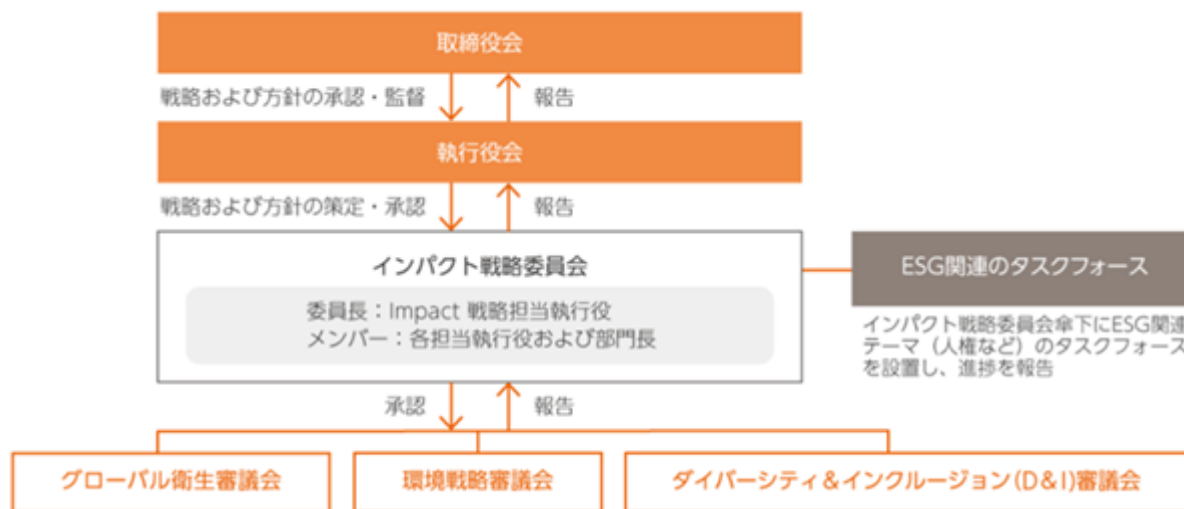 取締役会
戦略および方針の承認・監督
報告
執行役会
戦略および方針の策定・承認
報告
インパクト戦略委員会
委員長：Impact 戦略担当執行役
メンバー：各担当執行役および部門長
ESG関連のタスクフォース
インパクト戦略委員会傘下にESG関連
テーマ（人権など）のタスクフォース
を設置し、進捗を報告
承認
報告
グローバル衛生審議会
環境戦略審議会
ダイバーシティ＆インクルージョン(D&I)審議会